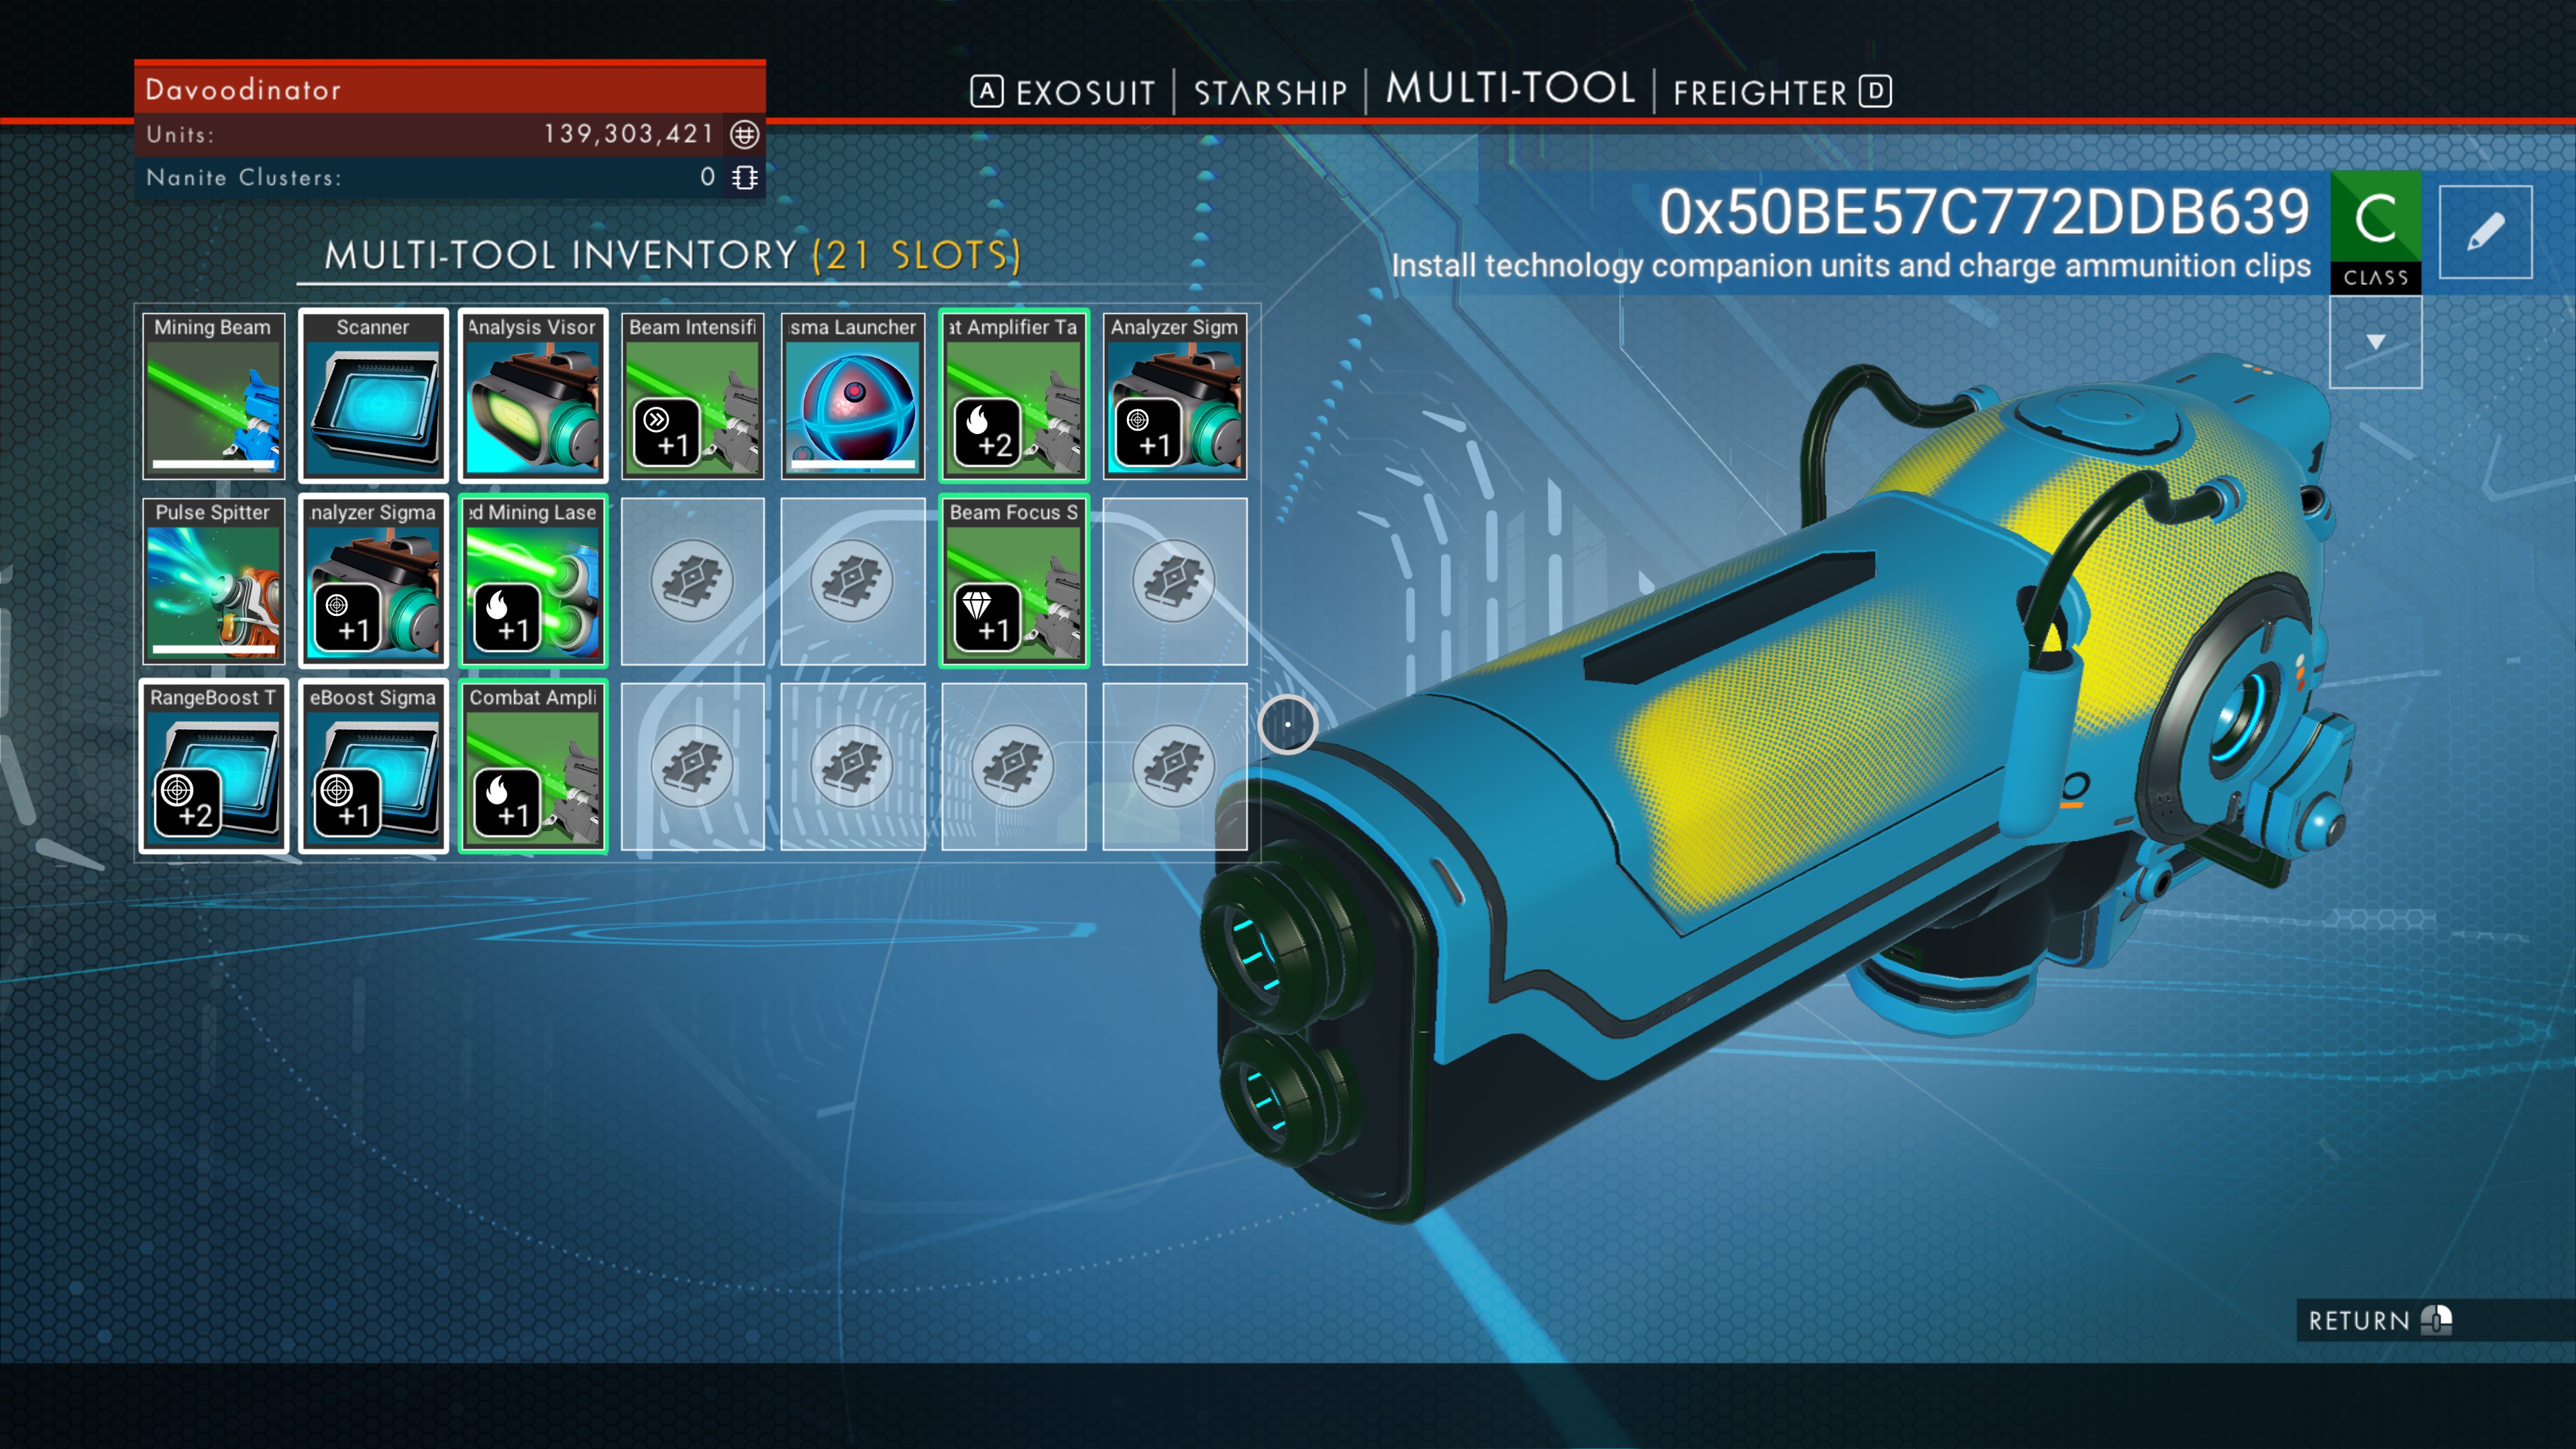 Davoodinator
Units: 139,303,421
Nanite Clusters: 0
A EXOSUIT STARSHIP MULTI-TOOL FREIGHTER D
0x50BE57C772DDB639
Install technology companion units and charge ammunition clips
C
CLASS
MULTI-TOOL INVENTORY (21 SLOTS)
Mining Beam Scanner Analysis Visor Beam Intensifi sma Launcher at Amplifier Ta Analyzer Sigm
+1 +2 +1
Pulse Spitter nalyzer Sigma ed Mining Lase Beam Focus S
+1 +1 +1
RangeBoost T eBoost Sigma Combat Ampli
+2 +1 +1
RETURN